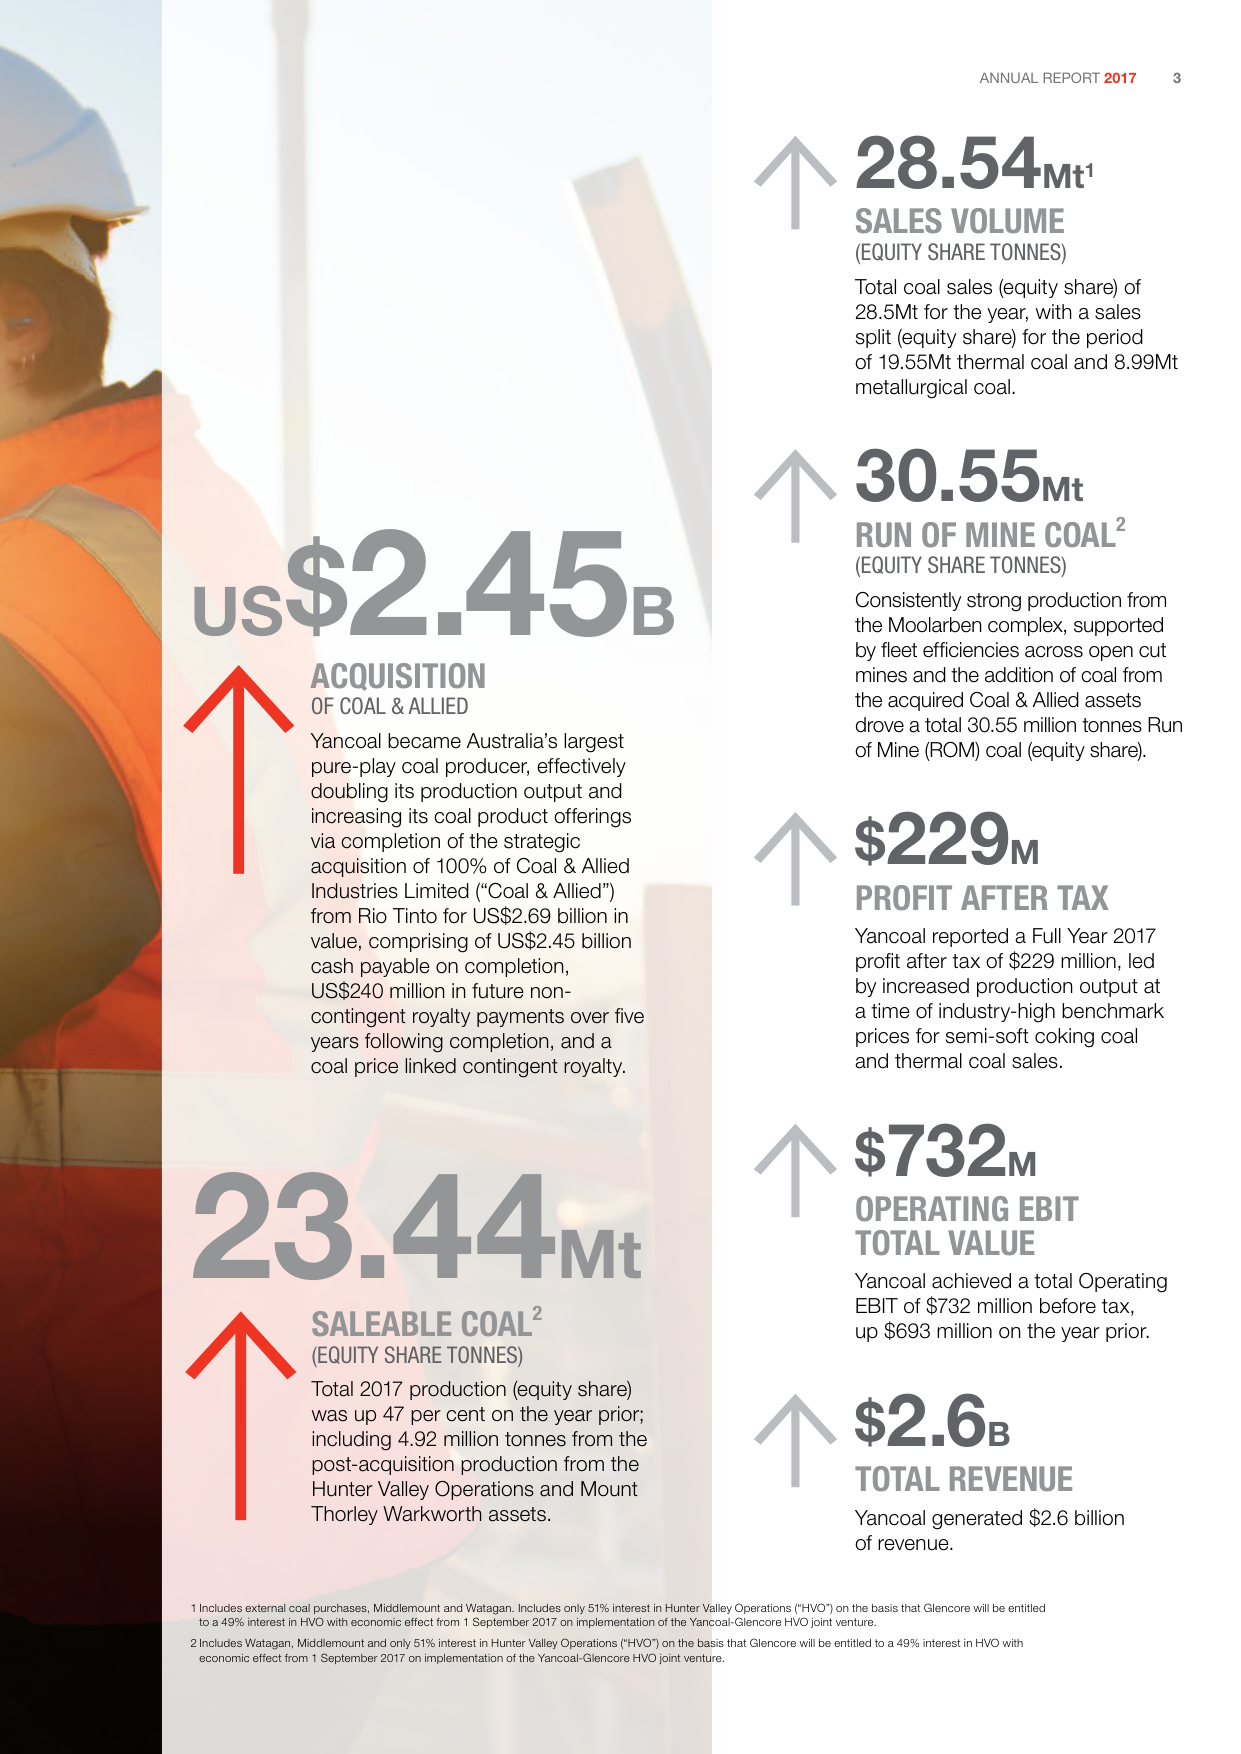 ANNUAL REPORT 2017 3
US$2.45B
ACQUISITION
OF COAL & ALLIED
Yancoal became Australia’s largest
pure-play coal producer, effectively
doubling its production output and
increasing its coal product offerings
via completion of the strategic
acquisition of 100% of Coal & Allied
Industries Limited (“Coal & Allied”)
from Rio Tinto for US$2.69 billion in
value, comprising of US$2.45 billion
cash payable on completion,
US$240 million in future non-
contingent royalty payments over five
years following completion, and a
coal price linked contingent royalty.
23.44Mt
SALEABLE COAL2
(EQUITY SHARE TONNES)
Total 2017 production (equity share)
was up 47 per cent on the year prior;
including 4.92 million tonnes from the
post-acquisition production from the
Hunter Valley Operations and Mount
Thorley Warkworth assets.
28.54Mt1
SALES VOLUME
(EQUITY SHARE TONNES)
Total coal sales (equity share) of
28.5Mt for the year, with a sales
split (equity share) for the period
of 19.55Mt thermal coal and 8.99Mt
metallurgical coal.
30.55Mt
RUN OF MINE COAL2
(EQUITY SHARE TONNES)
Consistently strong production from
the Moolarben complex, supported
by fleet efficiencies across open cut
mines and the addition of coal from
the acquired Coal & Allied assets
drove a total 30.55 million tonnes Run
of Mine (ROM) coal (equity share).
$229M
PROFIT AFTER TAX
Yancoal reported a Full Year 2017
profit after tax of $229 million, led
by increased production output at
a time of industry-high benchmark
prices for semi-soft coking coal
and thermal coal sales.
$732M
OPERATING EBIT
TOTAL VALUE
Yancoal achieved a total Operating
EBIT of $732 million before tax,
up $693 million on the year prior.
$2.6B
TOTAL REVENUE
Yancoal generated $2.6 billion
of revenue.
1 Includes external coal purchases, Middlemount and Watagan. Includes only 51% interest in Hunter Valley Operations (“HVO”) on the basis that Glencore will be entitled
to a 49% interest in HVO with economic effect from 1 September 2017 on implementation of the Yancoal-Glencore HVO joint venture.
2 Includes Watagan, Middlemount and only 51% interest in Hunter Valley Operations (“HVO”) on the basis that Glencore will be entitled to a 49% interest in HVO with
economic effect from 1 September 2017 on implementation of the Yancoal-Glencore HVO joint venture.